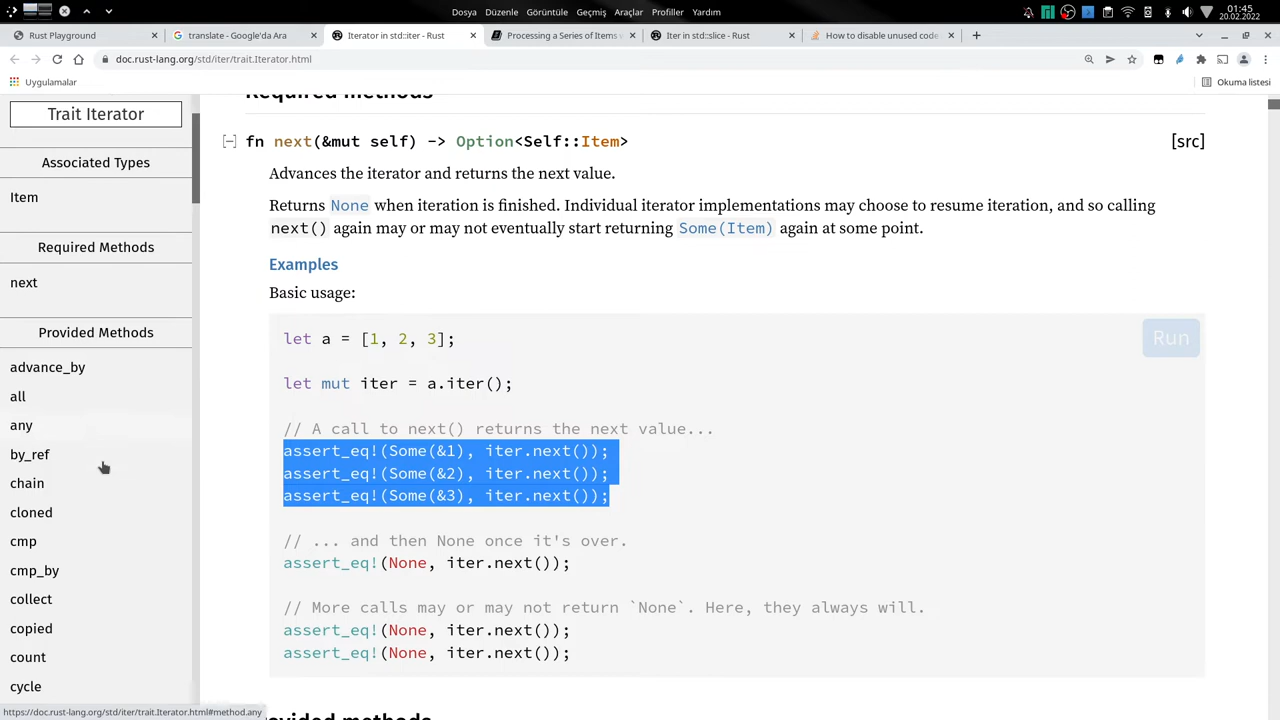 Dosya Düzenle Görüntüle Geçmiş Araçlar Profiller Yardım
01:45
20.02.2022
Rust Playground
translate - Google'da Ara
Iterator in std::iter - Rust
Processing a Series of Items v
Iter in std::slice - Rust
How to disable unused code
doc.rust-lang.org/std/iter/trait.Iterator.html
Uygulamalar
Okuma listesi
Trait Iterator
Associated Types
Item
Required Methods
next
Provided Methods
advance_by
all
any
by_ref
chain
cloned
cmp
cmp_by
collect
copied
count
cycle
Required methods
[-] fn next(&mut self) -> Option<Self::Item>
[src]
Advances the iterator and returns the next value.
Returns None when iteration is finished. Individual iterator implementations may choose to resume iteration, and so calling
next() again may or may not eventually start returning Some(Item) again at some point.
Examples
Basic usage:
Run
let a = [1, 2, 3];
let mut iter = a.iter();
// A call to next() returns the next value...
assert_eq!(Some(&1), iter.next());
assert_eq!(Some(&2), iter.next());
assert_eq!(Some(&3), iter.next());
// ... and then None once it's over.
assert_eq!(None, iter.next());
// More calls may or may not return `None`. Here, they always will.
assert_eq!(None, iter.next());
assert_eq!(None, iter.next());
Provided methods
https://doc.rust-lang.org/std/iter/trait.Iterator.html#method.any